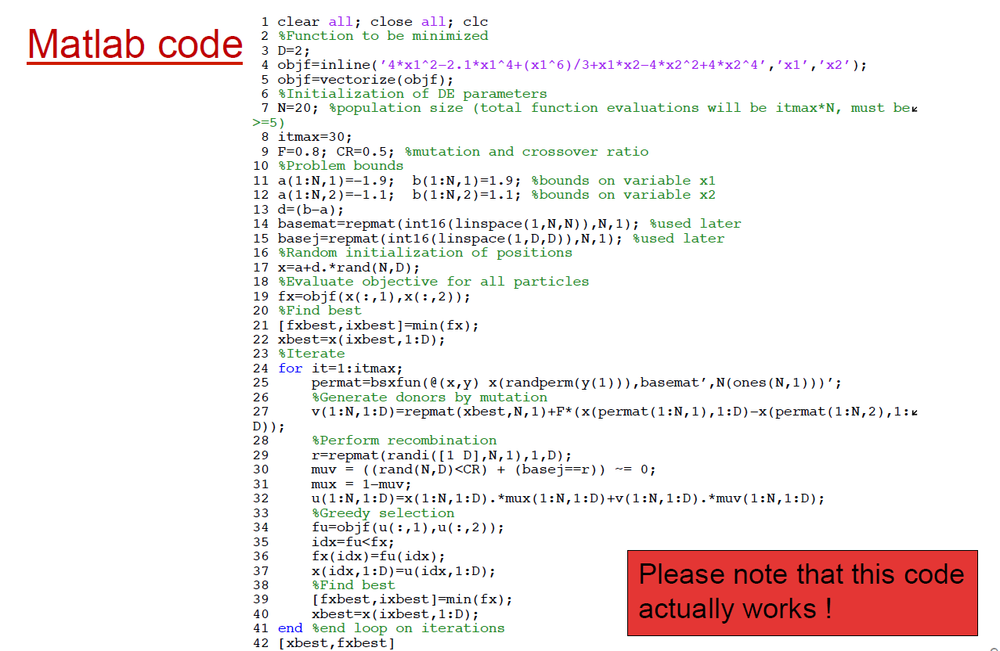 Matlab code
1 clear all; close all; clc
2 %Function to be minimized
3 D=2;
4 objf=inline('4*x1^2−2.1*x1^4+(x1^6)/3+x1*x2−4*x2^2+4*x2^4','x1','x2');
5 objf=vectorize(objf);
6 %Initialization of DE parameters
7 N=20; %population size (total function evaluations will be itmax*N, must be↙
>=5)
8 itmax=30;
9 F=0.8; CR=0.5; %mutation and crossover ratio
10 %Problem bounds
11 a(1:N,1)=−1.9;  b(1:N,1)=1.9; %bounds on variable x1
12 a(1:N,2)=−1.1;  b(1:N,2)=1.1; %bounds on variable x2
13 d=(b−a);
14 basemat=repmat(int16(linspace(1,N,N)),N,1); %used later
15 basej=repmat(int16(linspace(1,D,D)),N,1); %used later
16 %Random initialization of positions
17 x=a+d.*rand(N,D);
18 %Evaluate objective for all particles
19 fx=objf(x(:,1),x(:,2));
20 %Find best
21 [fxbest,ixbest]=min(fx);
22 xbest=x(ixbest,1:D);
23 %Iterate
24 for it=1:itmax;
25     permat=bsxfun(@(x,y) x(randperm(y(1))),basemat',N(ones(N,1)))';
26     %Generate donors by mutation
27     v(1:N,1:D)=repmat(xbest,N,1)+F*(x(permat(1:N,1),1:D)−x(permat(1:N,2),1:↙
D));
28     %Perform recombination
29     r=repmat(randi([1 D],N,1),1,D);
30     muv = ((rand(N,D)<CR) + (basej==r)) ~= 0;
31     mux = 1−muv;
32     u(1:N,1:D)=x(1:N,1:D).*mux(1:N,1:D)+v(1:N,1:D).*muv(1:N,1:D);
33     %Greedy selection
34     fu=objf(u(:,1),u(:,2));
35     idx=fu<fx;
36     fx(idx)=fu(idx);
37     x(idx,1:D)=u(idx,1:D);
38     %Find best
39     [fxbest,ixbest]=min(fx);
40     xbest=x(ixbest,1:D);
41 end %end loop on iterations
42 [xbest,fxbest]
Please note that this code
actually works !